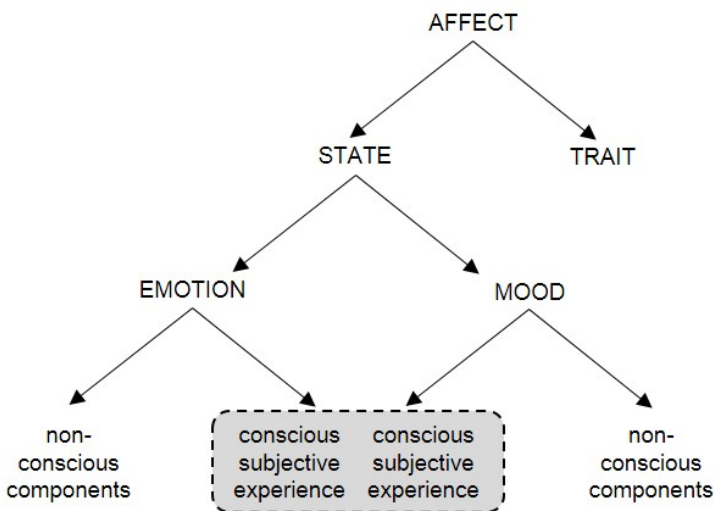 AFFECT
STATE
TRAIT
EMOTION
MOOD
non-
conscious
components
conscious
subjective
experience
conscious
subjective
experience
non-
conscious
components